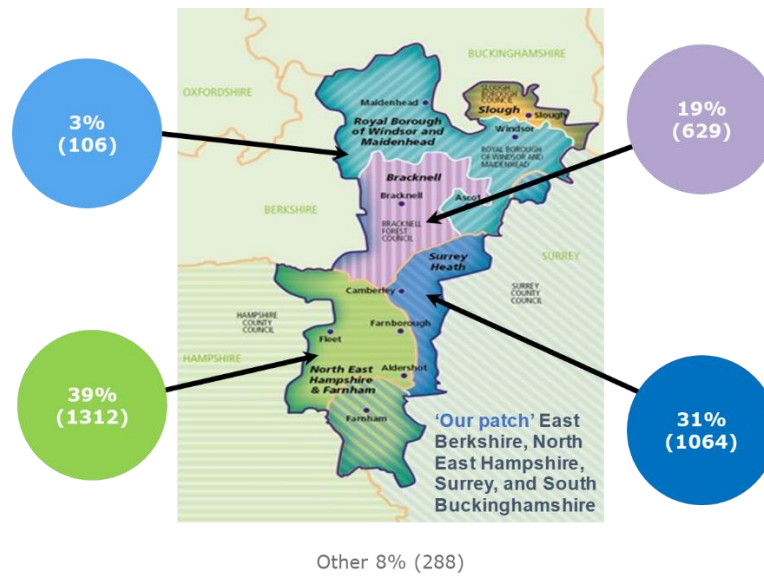 BUCKINGHAMSHIRE
OXFORDSHIRE
3%
(106)
19%
(629)
SLOUGH
BOROUGH
COUNCIL
Slough
Slough
Maidenhead
Royal Borough
of Windsor and
Maidenhead
Windsor
ROYAL BOROUGH
OF WINDSOR AND
MAIDENHEAD
Bracknell
Bracknell
Ascot
BERKSHIRE
BRACKNELL
FOREST
COUNCIL
Surrey
Heath
SURREY
SURREY
COUNTY
COUNCIL
Camberley
HAMPSHIRE
COUNTY
COUNCIL
Farnborough
Fleet
HAMPSHIRE
Aldershot
North East
Hampshire
& Farnham
Farnham
39%
(1312)
31%
(1064)
‘Our patch’ East
Berkshire, North
East Hampshire,
Surrey, and South
Buckinghamshire
Other 8% (288)